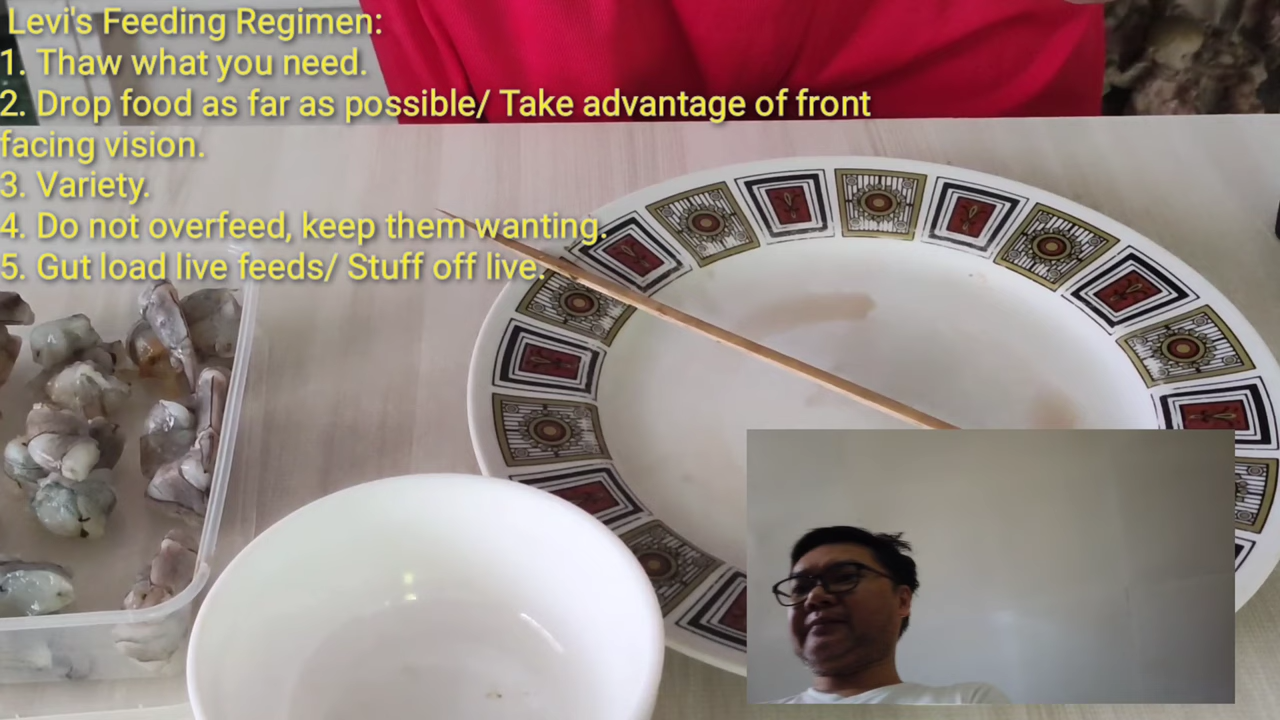 Levi's Feeding Regimen:
1. Thaw what you need.
2. Drop food as far as possible/ Take advantage of front
facing vision.
3. Variety.
4. Do not overfeed, keep them wanting.
5. Gut load live feeds/ Stuff off live.